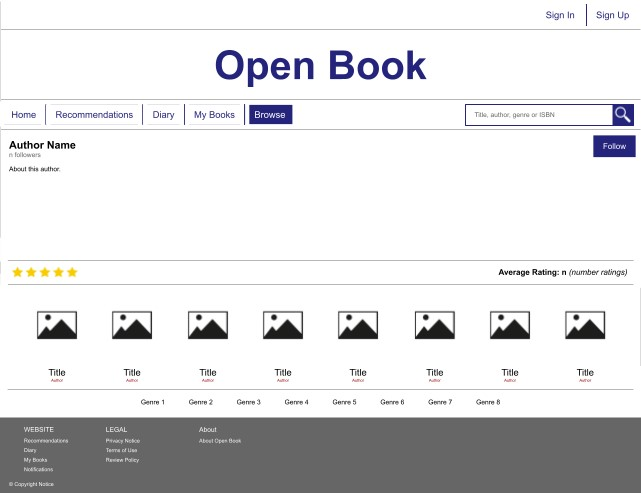 Sign In Sign Up
Open Book
Home Recommendations Diary My Books Browse Title, author, genre or ISBN
Author Name Follow
n followers
About this author.
Average Rating: n (number ratings)
Title Title Title Title Title Title Title Title
Author Author Author Author Author Author Author Author
Genre 1 Genre 2 Genre 3 Genre 4 Genre 5 Genre 6 Genre 7 Genre 8
WEBSITE LEGAL About
Recommendations Privacy Notice About Open Book
Diary Terms of Use
My Books Review Policy
Notifications
© Copyright Notice